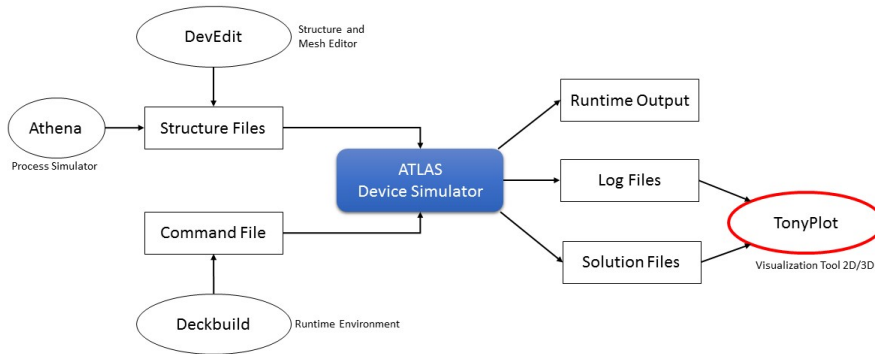 DevEdit
Structure and
Mesh Editor
Athena
Process Simulator
Structure Files
Runtime Output
ATLAS
Device Simulator
Log Files
TonyPlot
Visualization Tool 2D/3D
Command File
Solution Files
Deckbuild
Runtime Environment